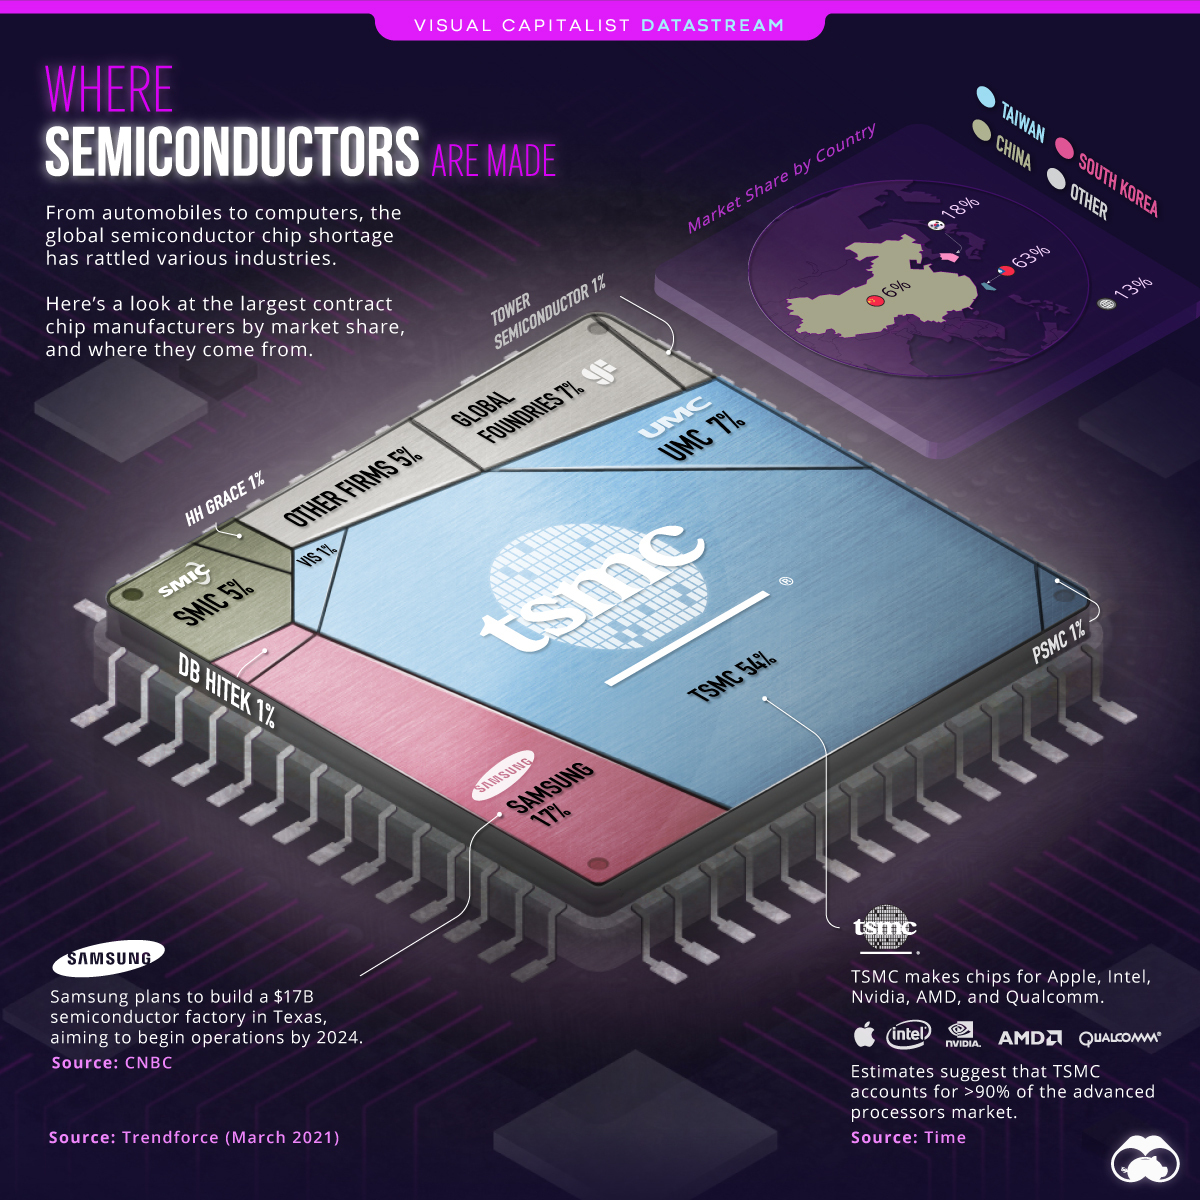 VISUAL CAPITALIST DATASTREAM
WHERE
SEMICONDUCTORS ARE MADE
From automobiles to computers, the
global semiconductor chip shortage
has rattled various industries.
Here's a look at the largest contract
chip manufacturers by market share,
and where they come from.
Market Share by Country
TAIWAN
CHINA
SOUTH KOREA
OTHER
18%
63%
6%
13%
TOWER
SEMICONDUCTOR 1%
GLOBAL
FOUNDRIES 7%
GF
UMC
UMC 7%
OTHER FIRMS 5%
HH GRACE 1%
VIS 1%
SMIC
SMIC 5%
tsmc
®
TSMC 54%
PSMC 1%
DB HITEK 1%
SAMSUNG
SAMSUNG
17%
SAMSUNG
Samsung plans to build a $17B
semiconductor factory in Texas,
aiming to begin operations by 2024.
Source: CNBC
Source: Trendforce (March 2021)
tsmc
TSMC makes chips for Apple, Intel,
Nvidia, AMD, and Qualcomm.
intel
NVIDIA.
AMD
QUALCOMM®
Estimates suggest that TSMC
accounts for >90% of the advanced
processors market.
Source: Time